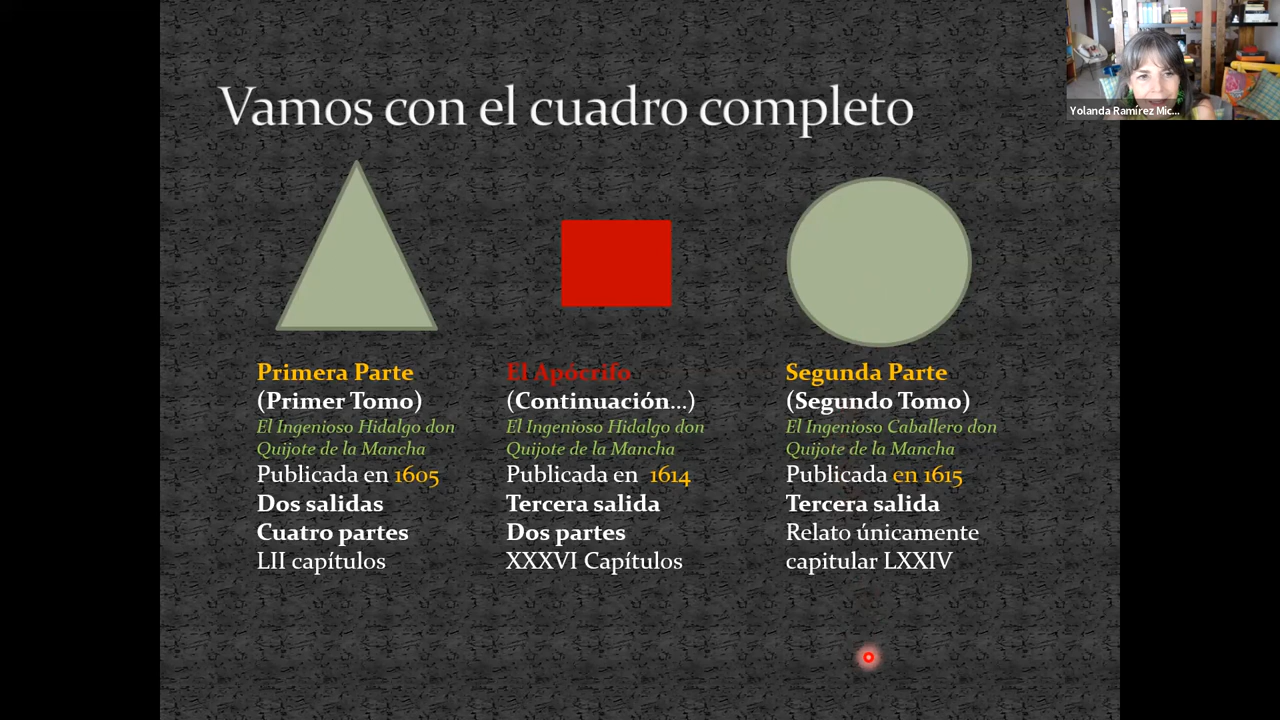 Vamos con el cuadro completo
Yolanda Ramírez Mic...
Primera Parte
(Primer Tomo)
El Ingenioso Hidalgo don
Quijote de la Mancha
Publicada en 1605
Dos salidas
Cuatro partes
LII capítulos
El Apócrifo
(Continuación...)
El Ingenioso Hidalgo don
Quijote de la Mancha
Publicada en 1614
Tercera salida
Dos partes
XXXVI Capítulos
Segunda Parte
(Segundo Tomo)
El Ingenioso Caballero don
Quijote de la Mancha
Publicada en 1615
Tercera salida
Relato únicamente
capitular LXXIV